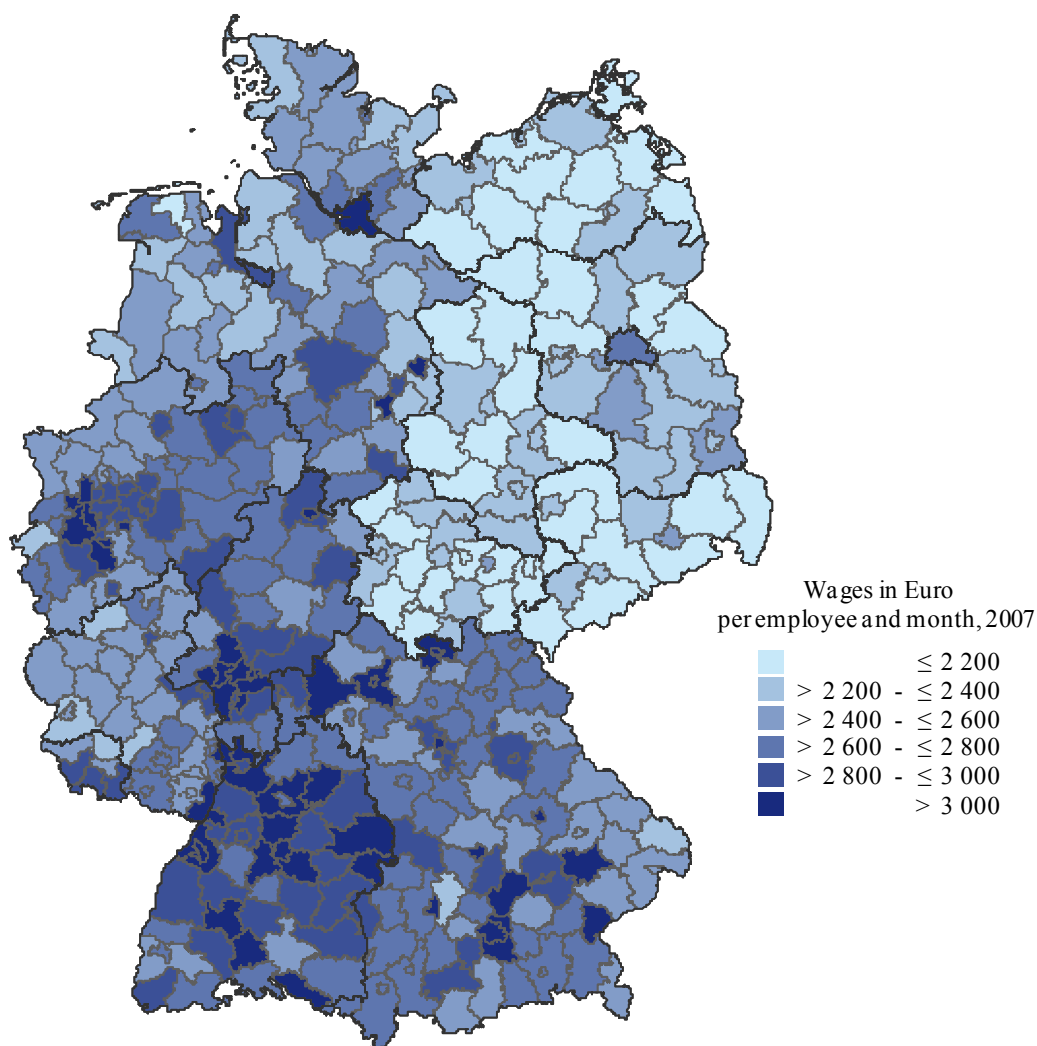 Wages in Euro
per employee and month, 2007
≤ 2 200
> 2 200 - ≤ 2 400
> 2 400 - ≤ 2 600
> 2 600 - ≤ 2 800
> 2 800 - ≤ 3 000
> 3 000